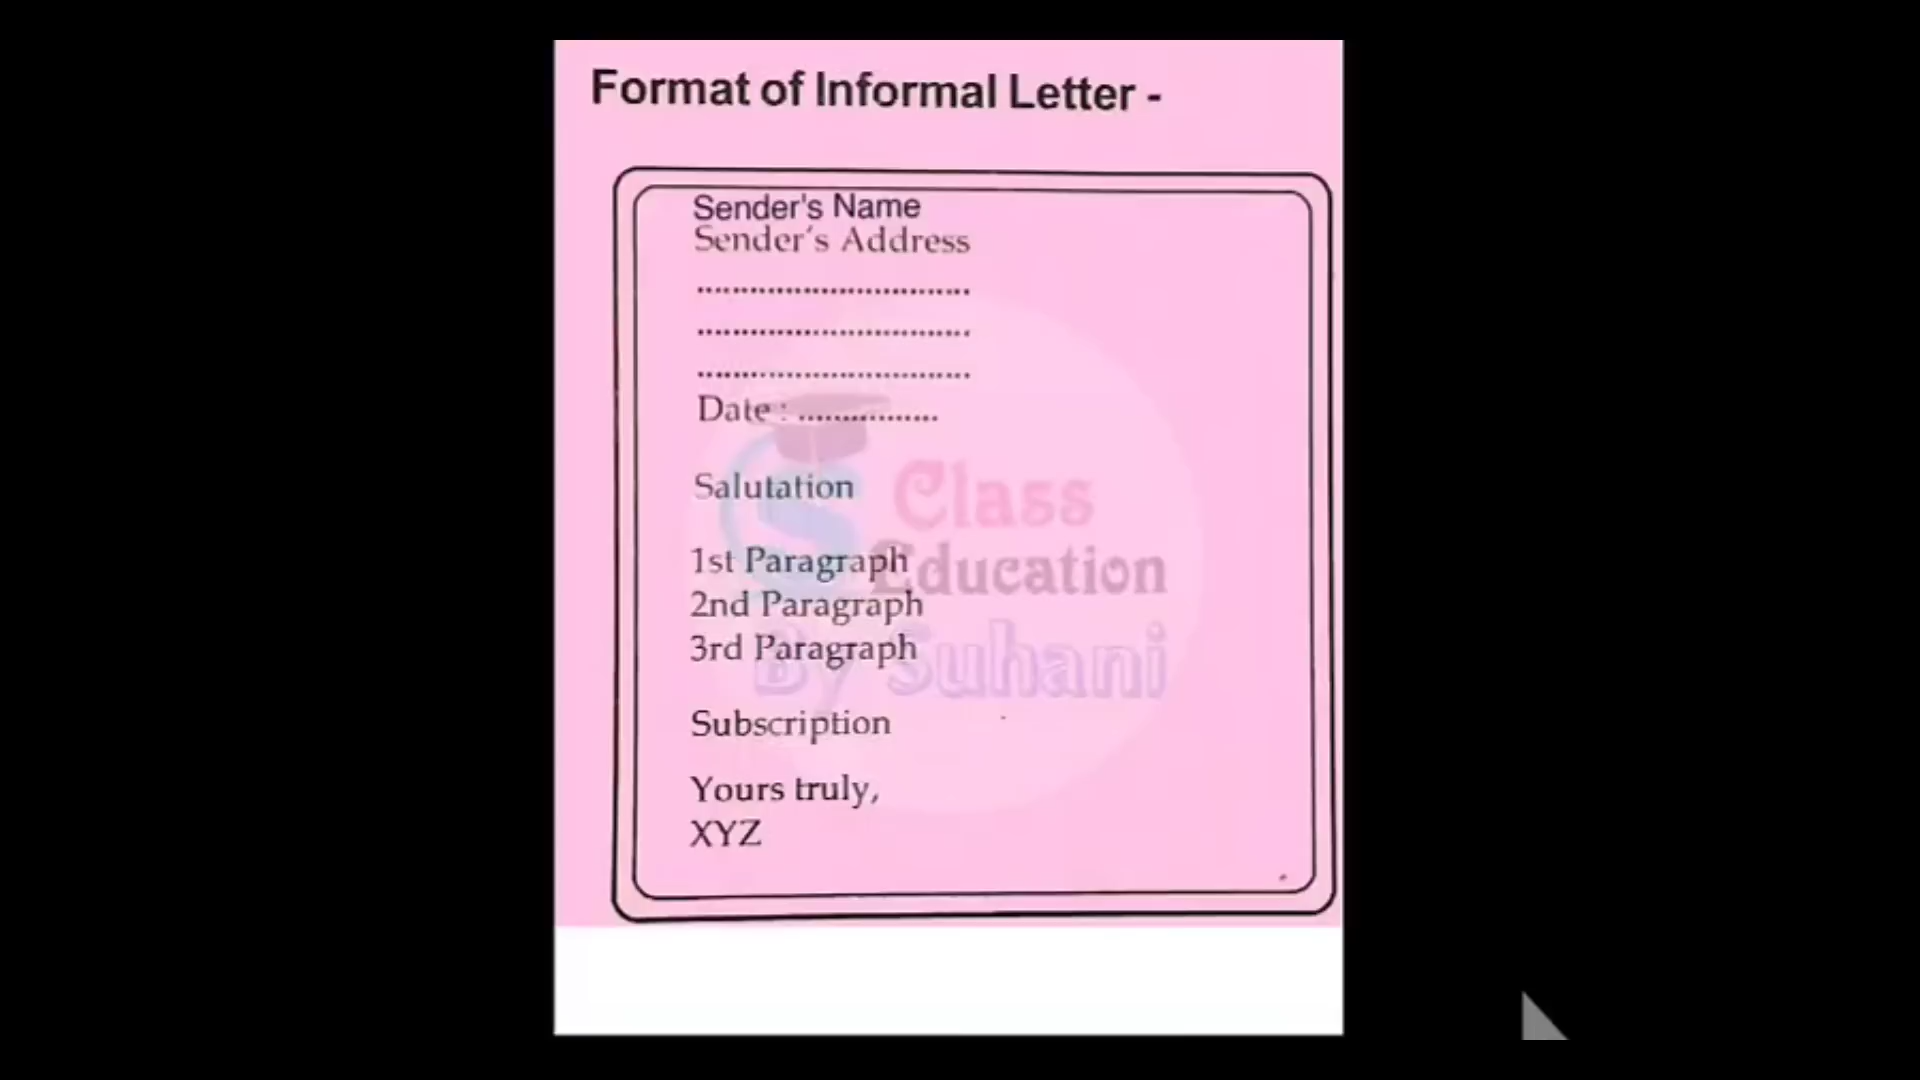 Format of Informal Letter -
Sender's Name
Sender's Address
..............................
..............................
..............................
Date : ................
Salutation
1st Paragraph
2nd Paragraph
3rd Paragraph
Subscription
Yours truly,
XYZ
S Class
Education
By Suhani